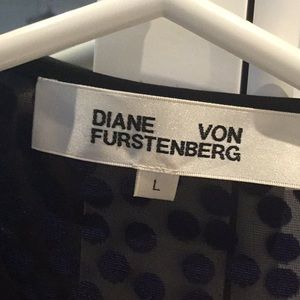 DIANE VON
FURSTENBERG
L